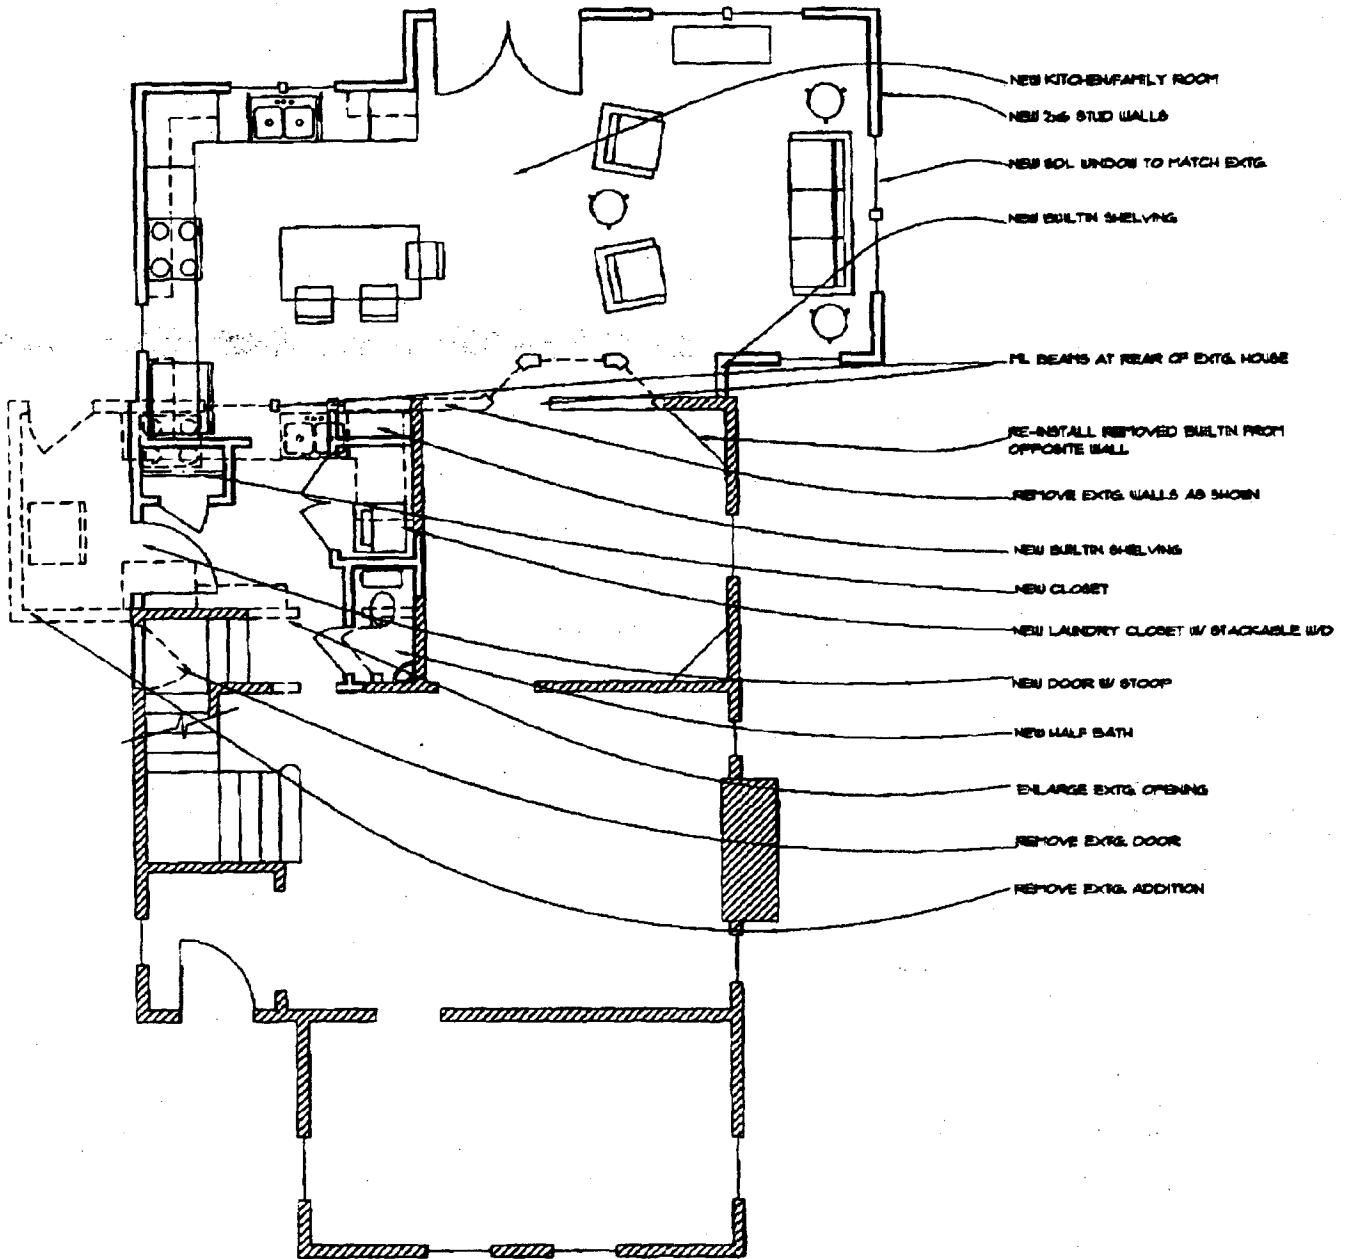 NEW KITCHEN/FAMILY ROOM
NEW 2x6 STUD WALLS
NEW SDL WINDOW TO MATCH EXTG.
NEW BUILTIN SHELVING
ML BEAMS AT REAR OF EXTG. HOUSE
RE-INSTALL REMOVED BUILTIN FROM
OPPOSITE WALL
REMOVE EXTG. WALLS AS SHOWN
NEW BUILTIN SHELVING
NEW CLOSET
NEW LAUNDRY CLOSET W/ STACKABLE W/D
NEW DOOR W/ STOOP
NEW HALF BATH
ENLARGE EXTG. OPENING
REMOVE EXTG. DOOR
REMOVE EXTG. ADDITION